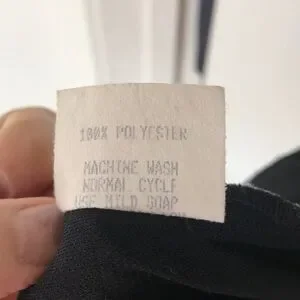 100% POLYESTER
MACHINE WASH
NORMAL CYCLE
USE MILD SOAP